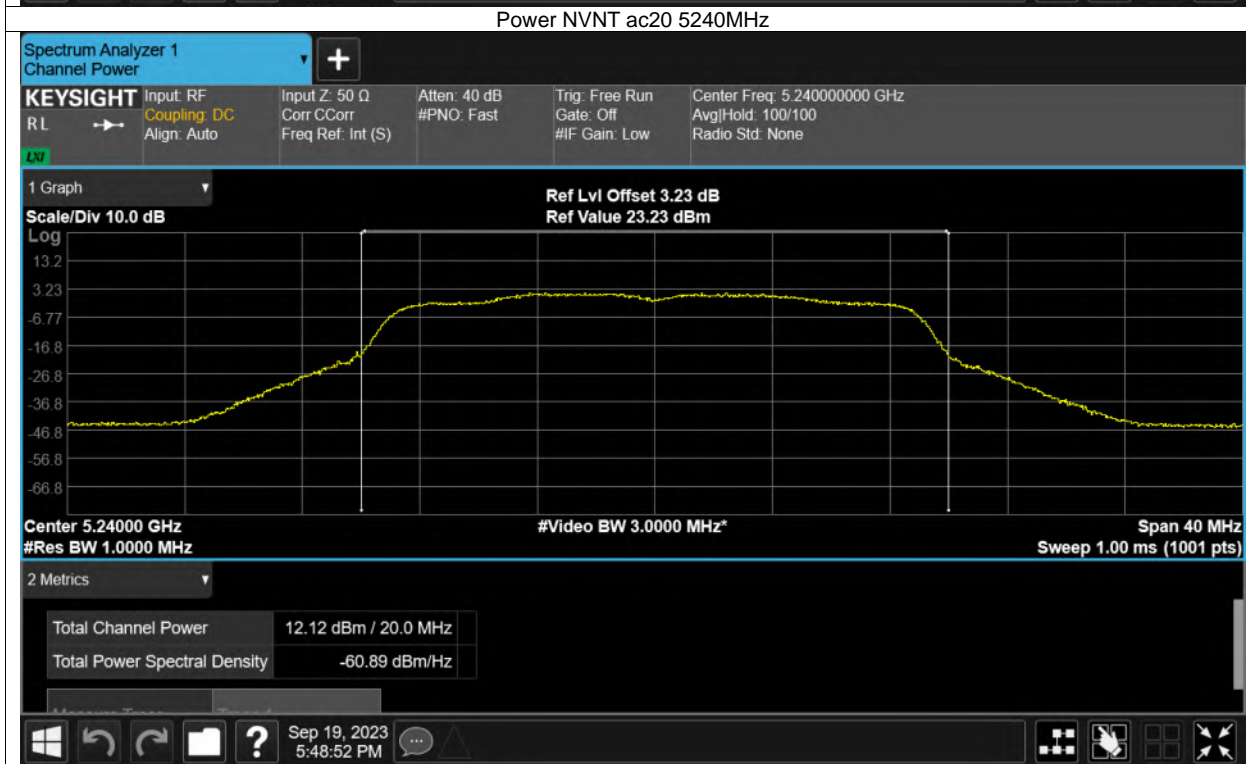 Power NVNT ac20 5240MHz
Spectrum Analyzer 1
Channel Power
+
KEYSIGHT
RL
LXI
Input: RF
Coupling: DC
Align: Auto
Input Z: 50 Ω
Corr CCorr
Freq Ref: Int (S)
Atten: 40 dB
#PNO: Fast
Trig: Free Run
Gate: Off
#IF Gain: Low
Center Freq: 5.240000000 GHz
Avg|Hold: 100/100
Radio Std: None
1 Graph
Scale/Div 10.0 dB
Ref Lvl Offset 3.23 dB
Ref Value 23.23 dBm
Log
13.2
3.23
-6.77
-16.8
-26.8
-36.8
-46.8
-56.8
-66.8
Center 5.24000 GHz
#Res BW 1.0000 MHz
#Video BW 3.0000 MHz*
Span 40 MHz
Sweep 1.00 ms (1001 pts)
2 Metrics
Total Channel Power 12.12 dBm / 20.0 MHz
Total Power Spectral Density -60.89 dBm/Hz
?
Sep 19, 2023
5:48:52 PM